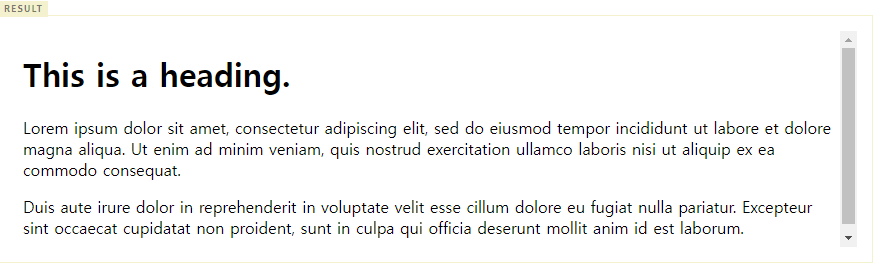 RESULT
This is a heading.
Lorem ipsum dolor sit amet, consectetur adipiscing elit, sed do eiusmod tempor incididunt ut labore et dolore
magna aliqua. Ut enim ad minim veniam, quis nostrud exercitation ullamco laboris nisi ut aliquip ex ea
commodo consequat.
Duis aute irure dolor in reprehenderit in voluptate velit esse cillum dolore eu fugiat nulla pariatur. Excepteur
sint occaecat cupidatat non proident, sunt in culpa qui officia deserunt mollit anim id est laborum.